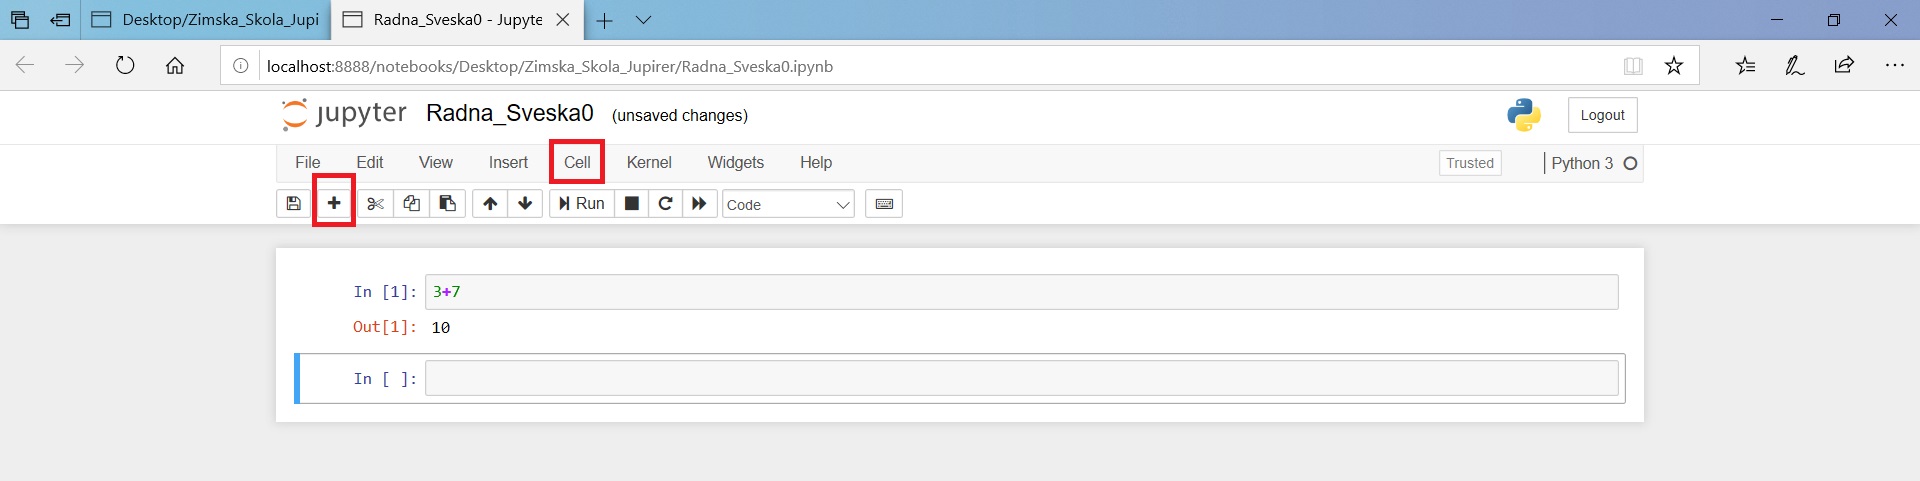 Desktop/Zimska_Skola_Jupi
Radna_Sveska0 - Jupyte
localhost:8888/notebooks/Desktop/Zimska_Skola_Jupirer/Radna_Sveska0.ipynb
jupyter Radna_Sveska0 (unsaved changes)
Logout
File Edit View Insert Cell Kernel Widgets Help
Trusted
Python 3
Run
Code
In [1]: 3+7
Out[1]: 10
In [ ]: